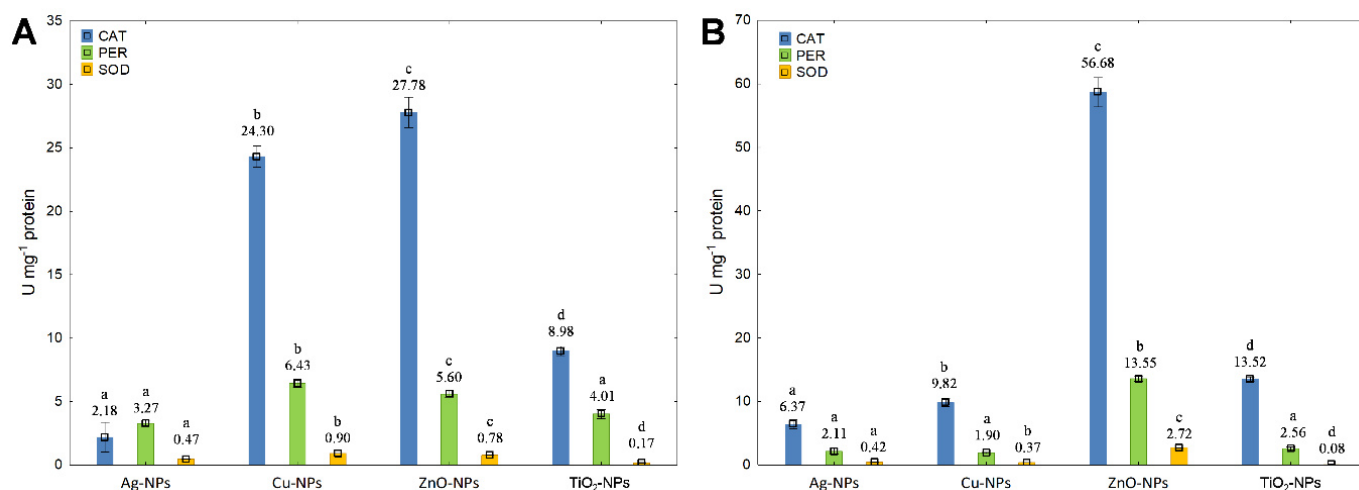 A
CAT
PER
SOD
U mg⁻¹ protein
35
30
25
20
15
10
5
0
a
2,18
a
3,27
a
0,47
b
24,30
b
6,43
b
0,90
c
27,78
c
5,60
c
0,78
d
8,98
a
4,01
d
0,17
Ag-NPs
Cu-NPs
ZnO-NPs
TiO₂-NPs
B
CAT
PER
SOD
U mg⁻¹ protein
70
60
50
40
30
20
10
0
a
6.37
a
2.11
a
0.42
b
9.82
a
1.90
b
0.37
c
56.68
b
13.55
c
2.72
d
13.52
a
2.56
d
0.08
Ag-NPs
Cu-NPs
ZnO-NPs
TiO₂-NPs